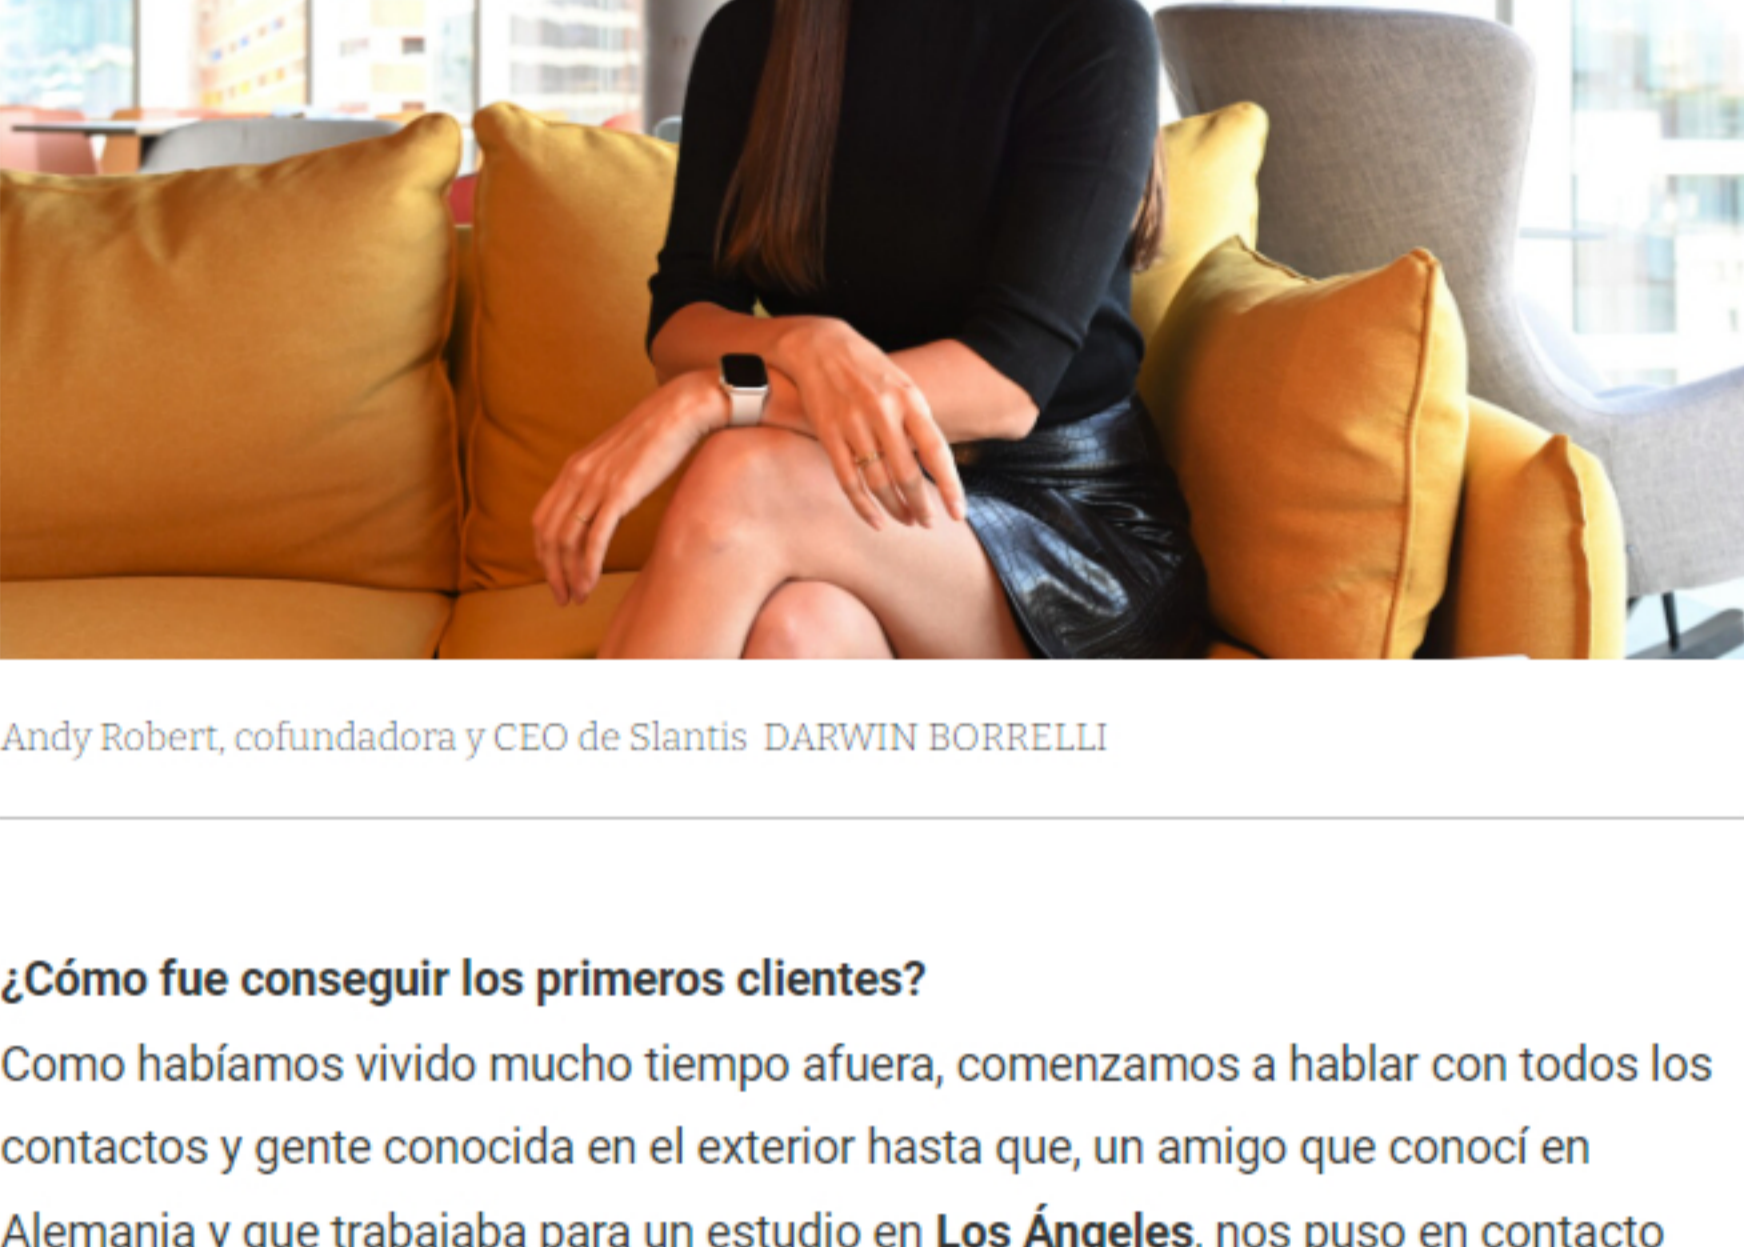 Andy Robert, cofundadora y CEO de Slantis DARWIN BORRELLI
¿Cómo fue conseguir los primeros clientes?
Como habíamos vivido mucho tiempo afuera, comenzamos a hablar con todos los
contactos y gente conocida en el exterior hasta que, un amigo que conocí en
Alemania y que trabajaba para un estudio en Los Ángeles, nos puso en contacto